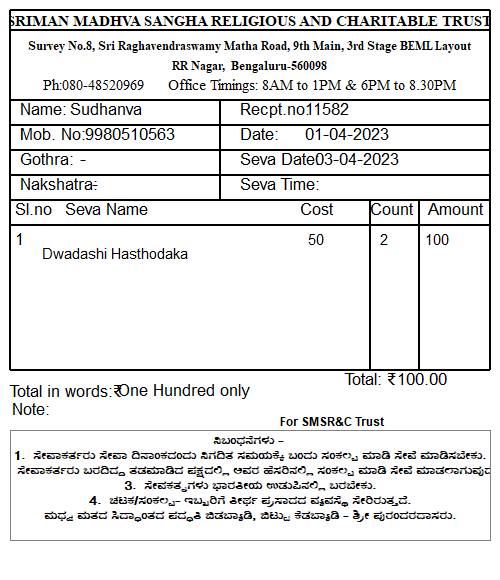 SRIMAN MADHVA SANGHA RELIGIOUS AND CHARITABLE TRUST
Survey No.8, Sri Raghavendraswamy Matha Road, 9th Main, 3rd Stage BEML Layout
RR Nagar, Bengaluru-560098
Ph:080-48520969 Office Timings: 8AM to 1PM & 6PM to 8.30PM
Name: Sudhanva Recpt.no11582
Mob. No:9980510563 Date: 01-04-2023
Gothra: - Seva Date03-04-2023
Nakshatra:- Seva Time:
Sl.no Seva Name Cost Count Amount
1 Dwadashi Hasthodaka 50 2 100
Total: ₹100.00
Total in words:₹One Hundred only
Note:
For SMSR&C Trust
ನಿಬಂಧನೆಗಳು –
1. ಸೇವಾಕರ್ತರು ಸೇವಾ ದಿನಾಂಕದಂದು ನಿಗದಿತ ಸಮಯಕ್ಕೆ ಬಂದು ಸಂಕಲ್ಪ ಮಾಡಿ ಸೇವೆ ಮಾಡಿಸಬೇಕು.
ಸೇವಾಕರ್ತರು ಬರದಿದ್ದ ತಡಮಾಡಿದ ಪಕ್ಷದಲ್ಲಿ ಅವರ ಹೆಸರಿನಲ್ಲಿ ಸಂಕಲ್ಪ ಮಾಡಿ ಸೇವೆ ಮಾಡಲಾಗುವುದ
3. ಸೇವಕರ್ತೃಗಳು ಭಾರತೀಯ ಉಡುಪಿನಲ್ಲಿ ಬರಬೇಕು.
4. ಚಟಕ/ಸಂಕಲ್ಪ– ಇಬ್ಬರಿಗೆ ತೀರ್ಥ ಪ್ರಸಾದದ ವ್ಯವಸ್ಥೆ ಸೇರಿರುತ್ತದೆ.
ಮಧ್ವ ಮತದ ಸಿದ್ಧಾಂತದ ಪದ್ಧತಿ ಬಿಡಬ್ಯಾಡಿ, ಬಿಟ್ಟು ಕೆಡಬ್ಯಾಡಿ – ಶ್ರೀ ಪುರಂದರದಾಸರು.